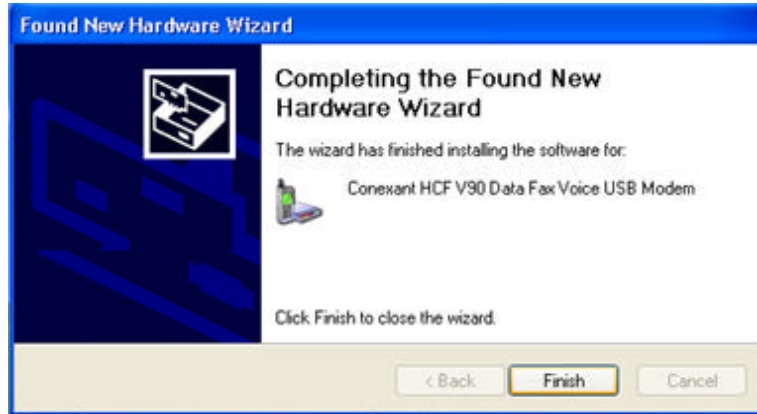 Found New Hardware Wizard
Completing the Found New
Hardware Wizard
The wizard has finished installing the software for:
Conexant HCF V90 Data Fax Voice USB Modem
Click Finish to close the wizard.
< Back Finish Cancel